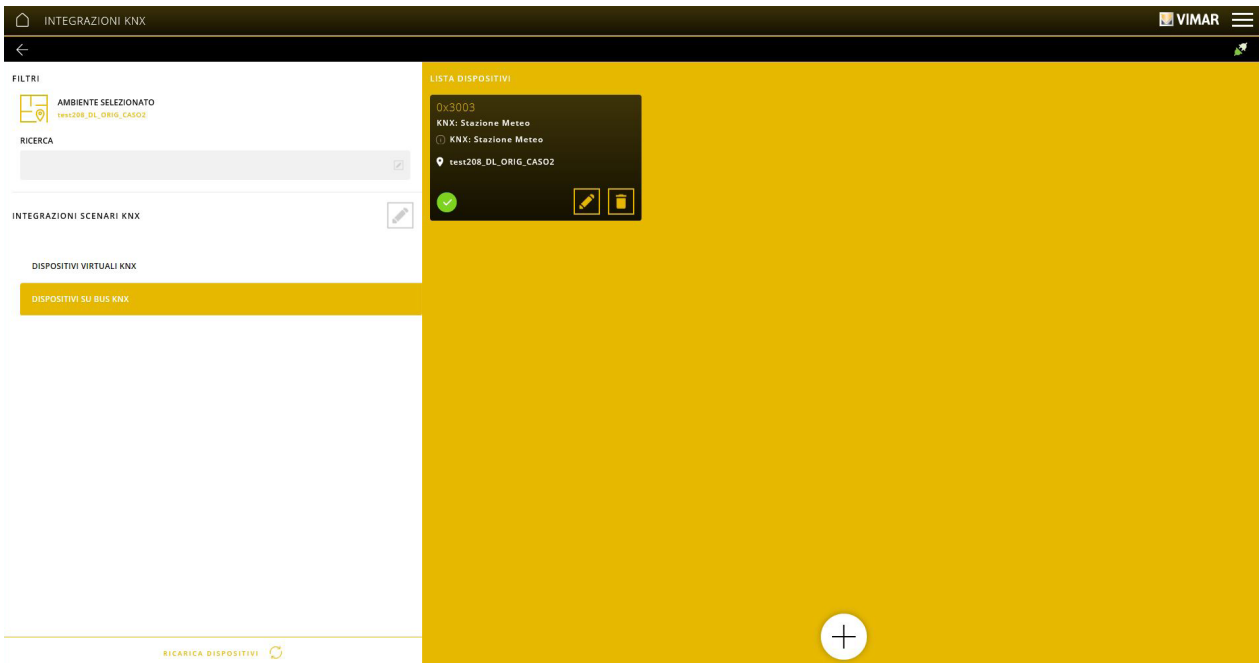 INTEGRAZIONI KNX
VIMAR
FILTRI
AMBIENTE SELEZIONATO
test208_DL_ORIG_CASO2
RICERCA
INTEGRAZIONI SCENARI KNX
DISPOSITIVI VIRTUALI KNX
DISPOSITIVI SU BUS KNX
RICARICA DISPOSITIVI
LISTA DISPOSITIVI
0x3003
KNX: Stazione Meteo
KNX: Stazione Meteo
test208_DL_ORIG_CASO2